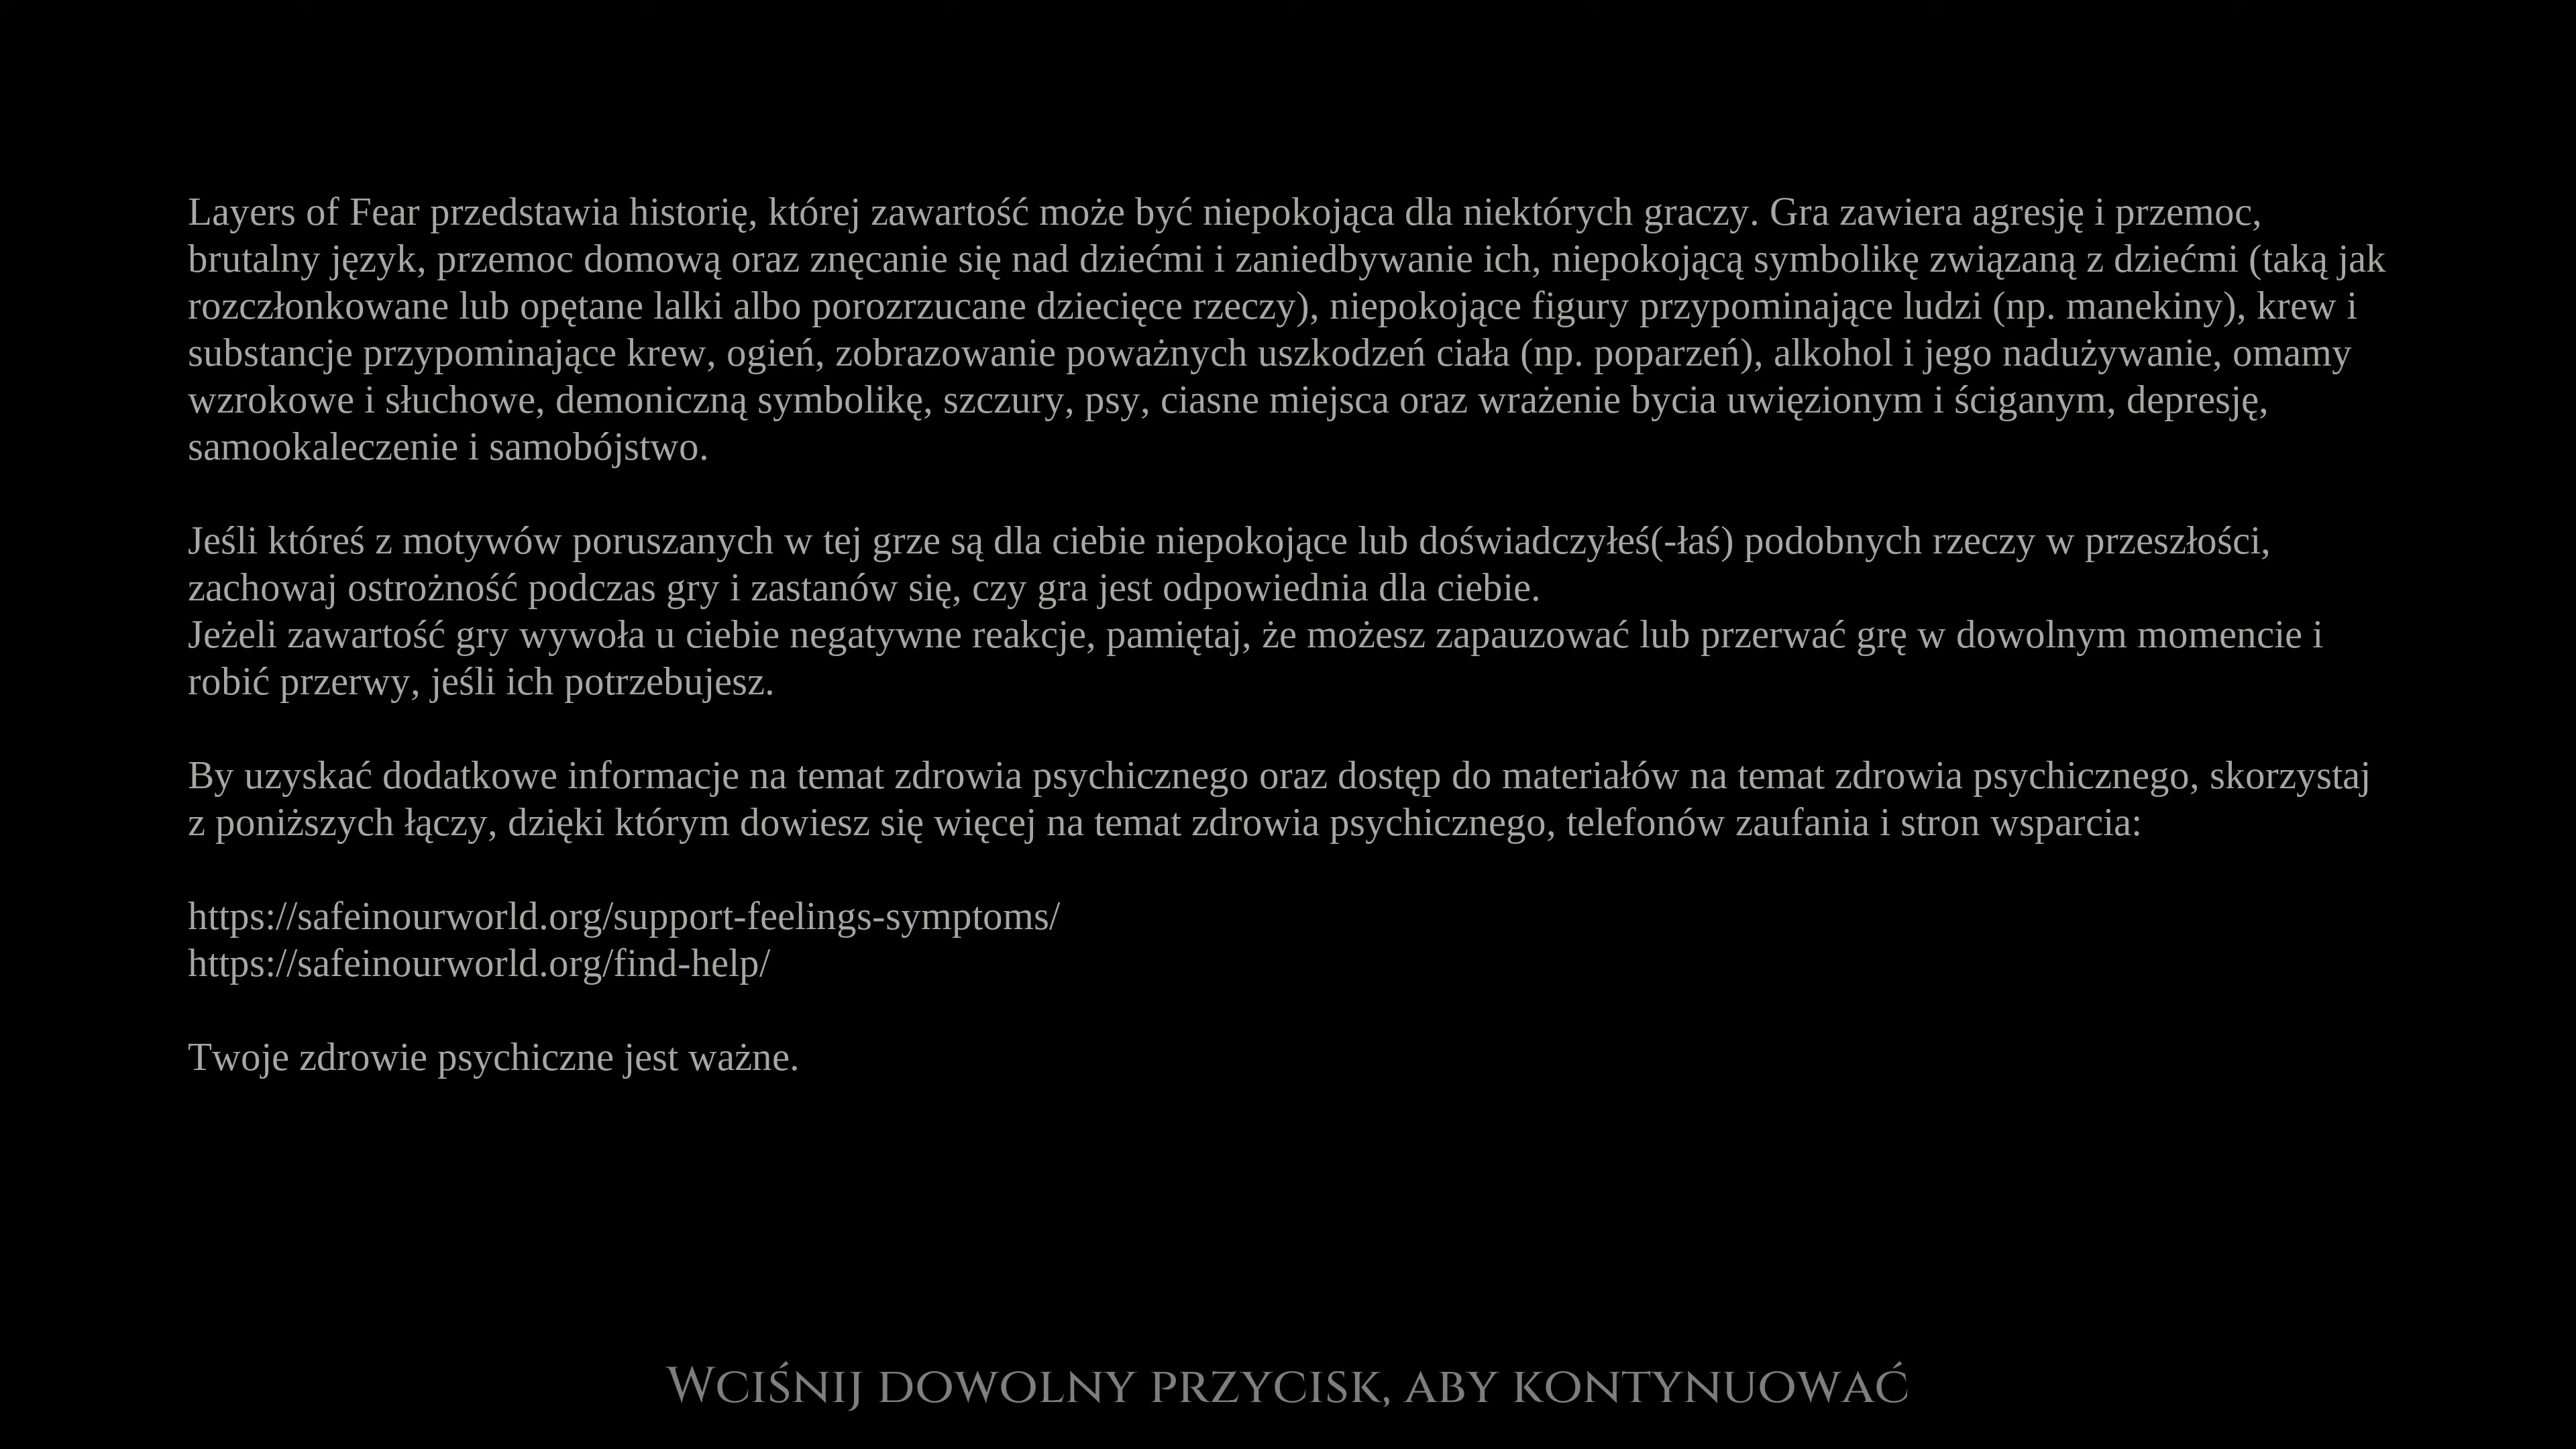 Layers of Fear przedstawia historię, której zawartość może być niepokojąca dla niektórych graczy. Gra zawiera agresję i przemoc,
brutalny język, przemoc domową oraz znęcanie się nad dziećmi i zaniedbywanie ich, niepokojącą symbolikę związaną z dziećmi (taką jak
rozczłonkowane lub opętane lalki albo porozrzucane dziecięce rzeczy), niepokojące figury przypominające ludzi (np. manekiny), krew i
substancje przypominające krew, ogień, zobrazowanie poważnych uszkodzeń ciała (np. poparzeń), alkohol i jego nadużywanie, omamy
wzrokowe i słuchowe, demoniczną symbolikę, szczury, psy, ciasne miejsca oraz wrażenie bycia uwięzionym i ściganym, depresję,
samookaleczenie i samobójstwo.
Jeśli któreś z motywów poruszanych w tej grze są dla ciebie niepokojące lub doświadczyłeś(-łaś) podobnych rzeczy w przeszłości,
zachowaj ostrożność podczas gry i zastanów się, czy gra jest odpowiednia dla ciebie.
Jeżeli zawartość gry wywoła u ciebie negatywne reakcje, pamiętaj, że możesz zapauzować lub przerwać grę w dowolnym momencie i
robić przerwy, jeśli ich potrzebujesz.
By uzyskać dodatkowe informacje na temat zdrowia psychicznego oraz dostęp do materiałów na temat zdrowia psychicznego, skorzystaj
z poniższych łączy, dzięki którym dowiesz się więcej na temat zdrowia psychicznego, telefonów zaufania i stron wsparcia:
https://safeinourworld.org/support-feelings-symptoms/
https://safeinourworld.org/find-help/
Twoje zdrowie psychiczne jest ważne.
Wciśnij dowolny przycisk, aby kontynuować